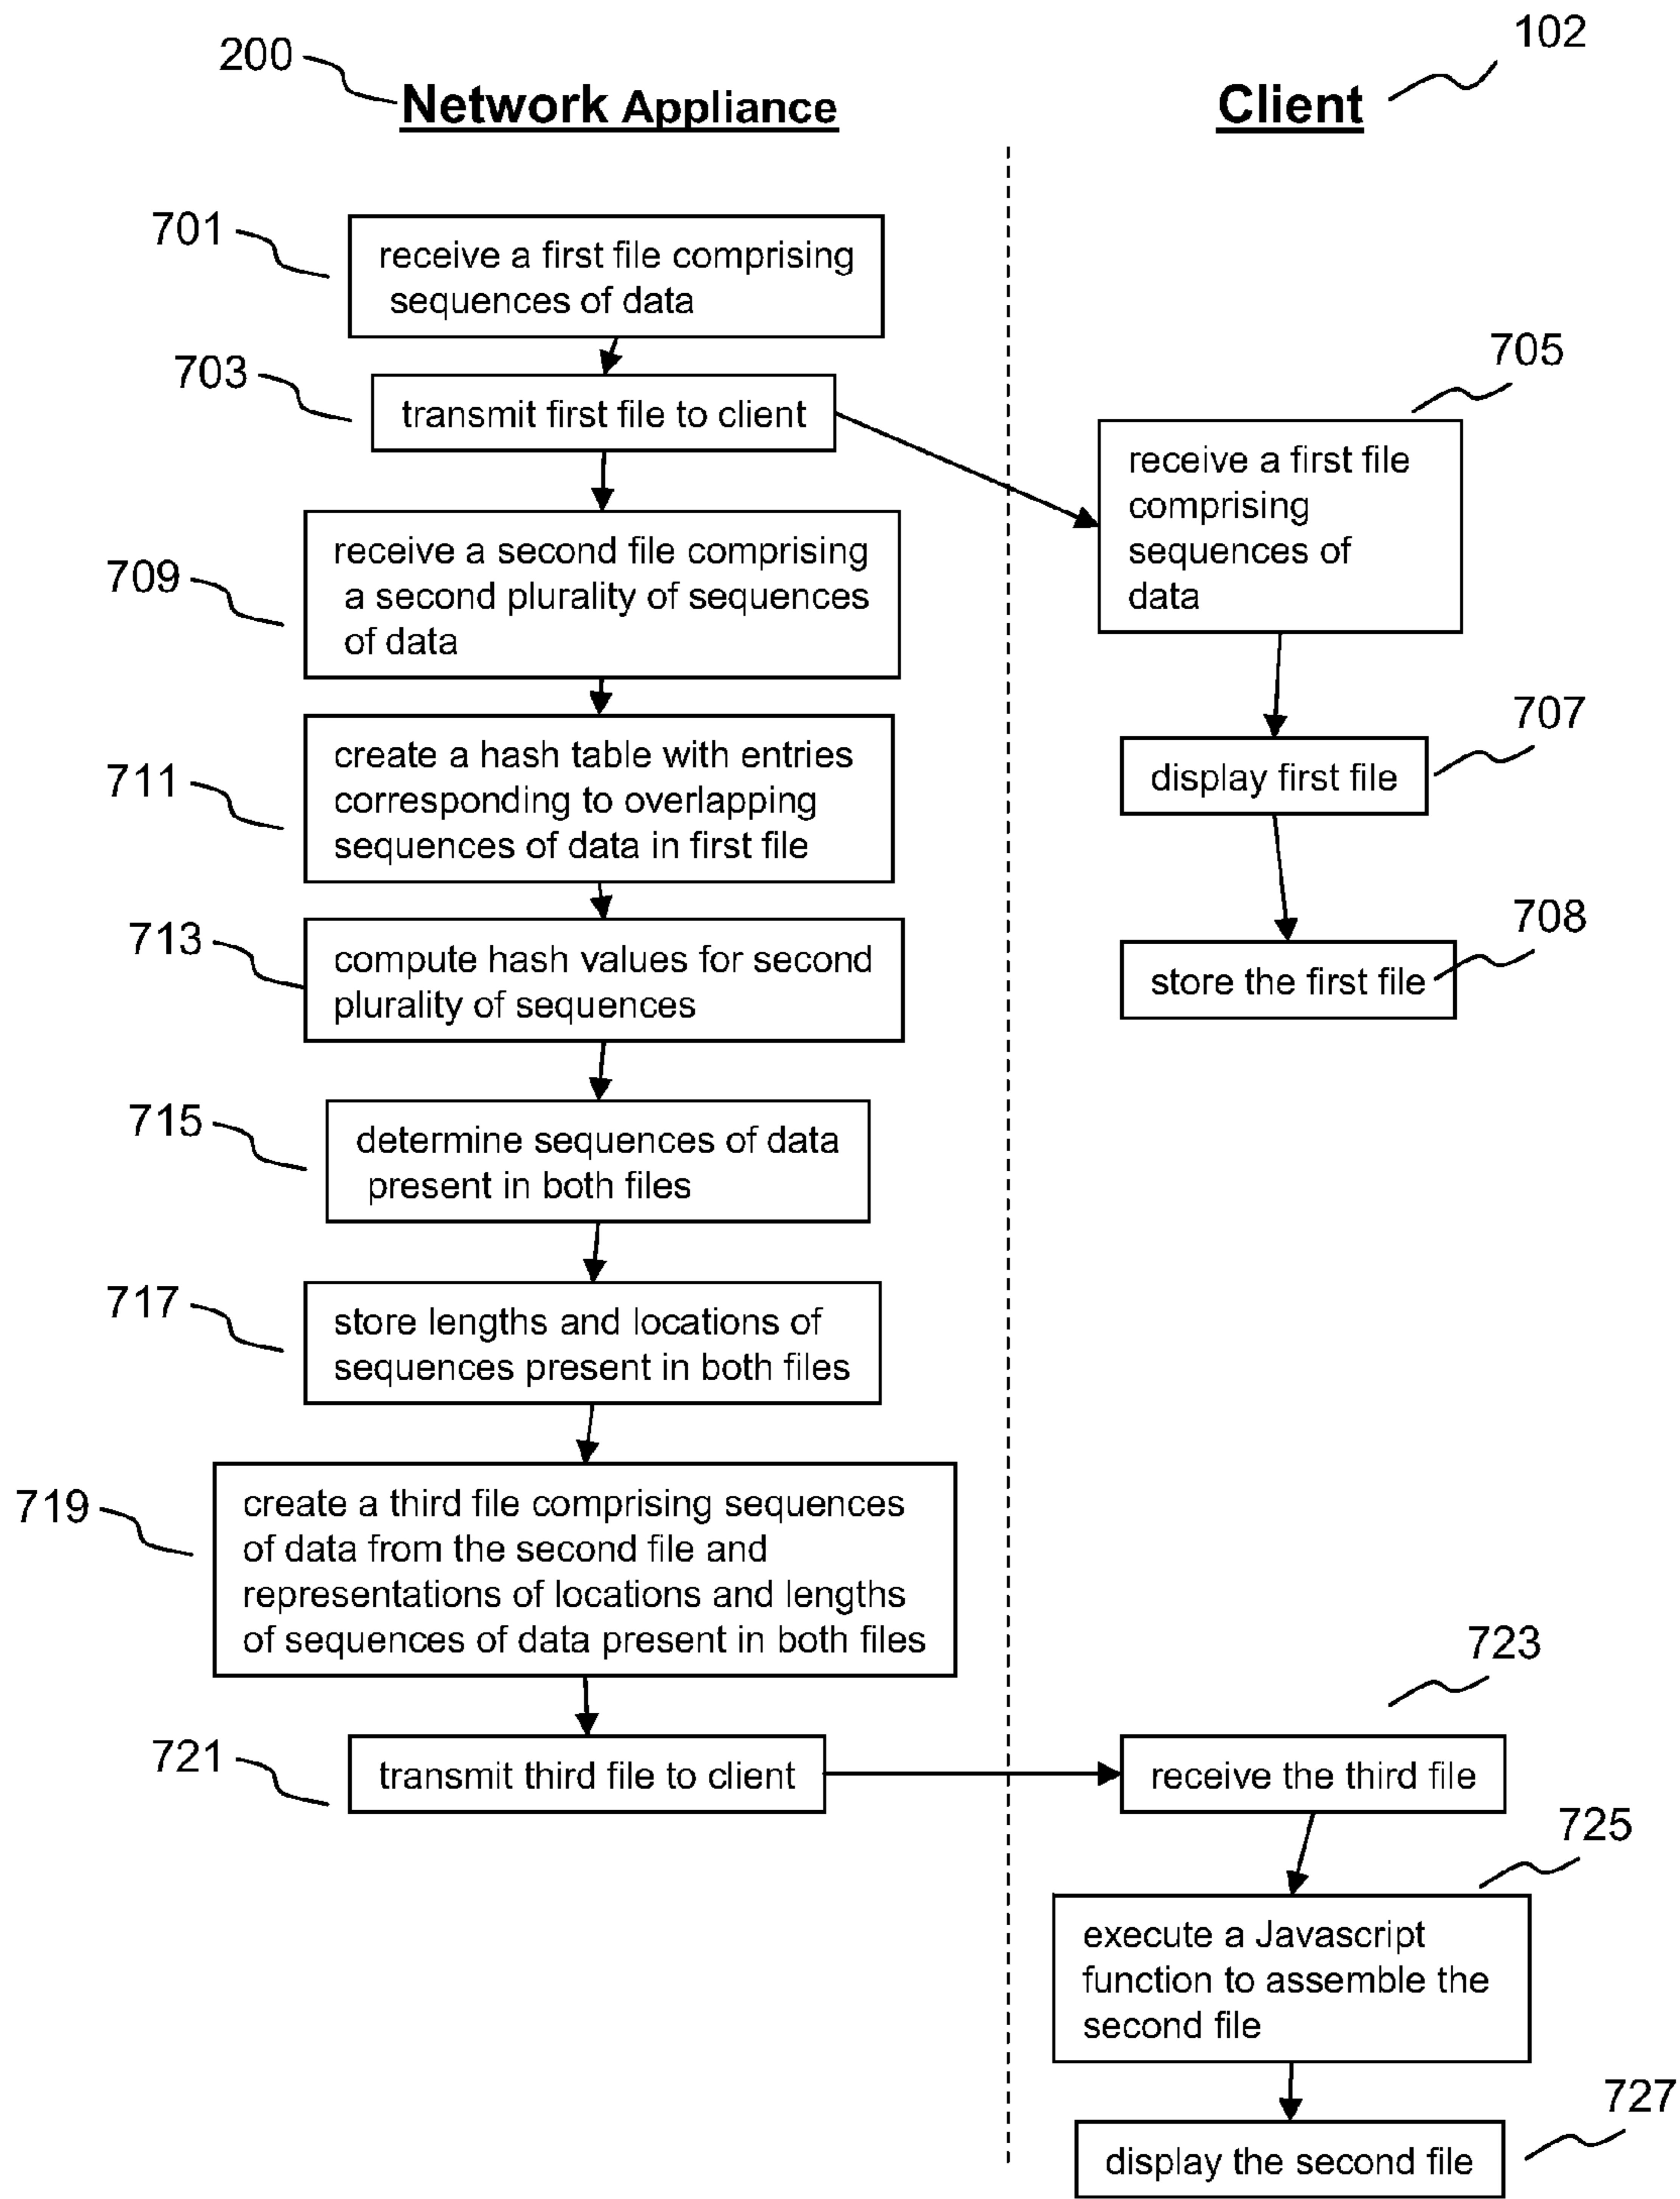 200
Network Appliance
102
Client
701
receive a first file comprising
sequences of data
703
transmit first file to client
705
receive a first file
comprising
sequences of
data
709
receive a second file comprising
a second plurality of sequences
of data
707
display first file
711
create a hash table with entries
corresponding to overlapping
sequences of data in first file
708
store the first file
713
compute hash values for second
plurality of sequences
715
determine sequences of data
present in both files
717
store lengths and locations of
sequences present in both files
719
create a third file comprising sequences
of data from the second file and
representations of locations and lengths
of sequences of data present in both files
721
transmit third file to client
723
receive the third file
725
execute a Javascript
function to assemble the
second file
727
display the second file